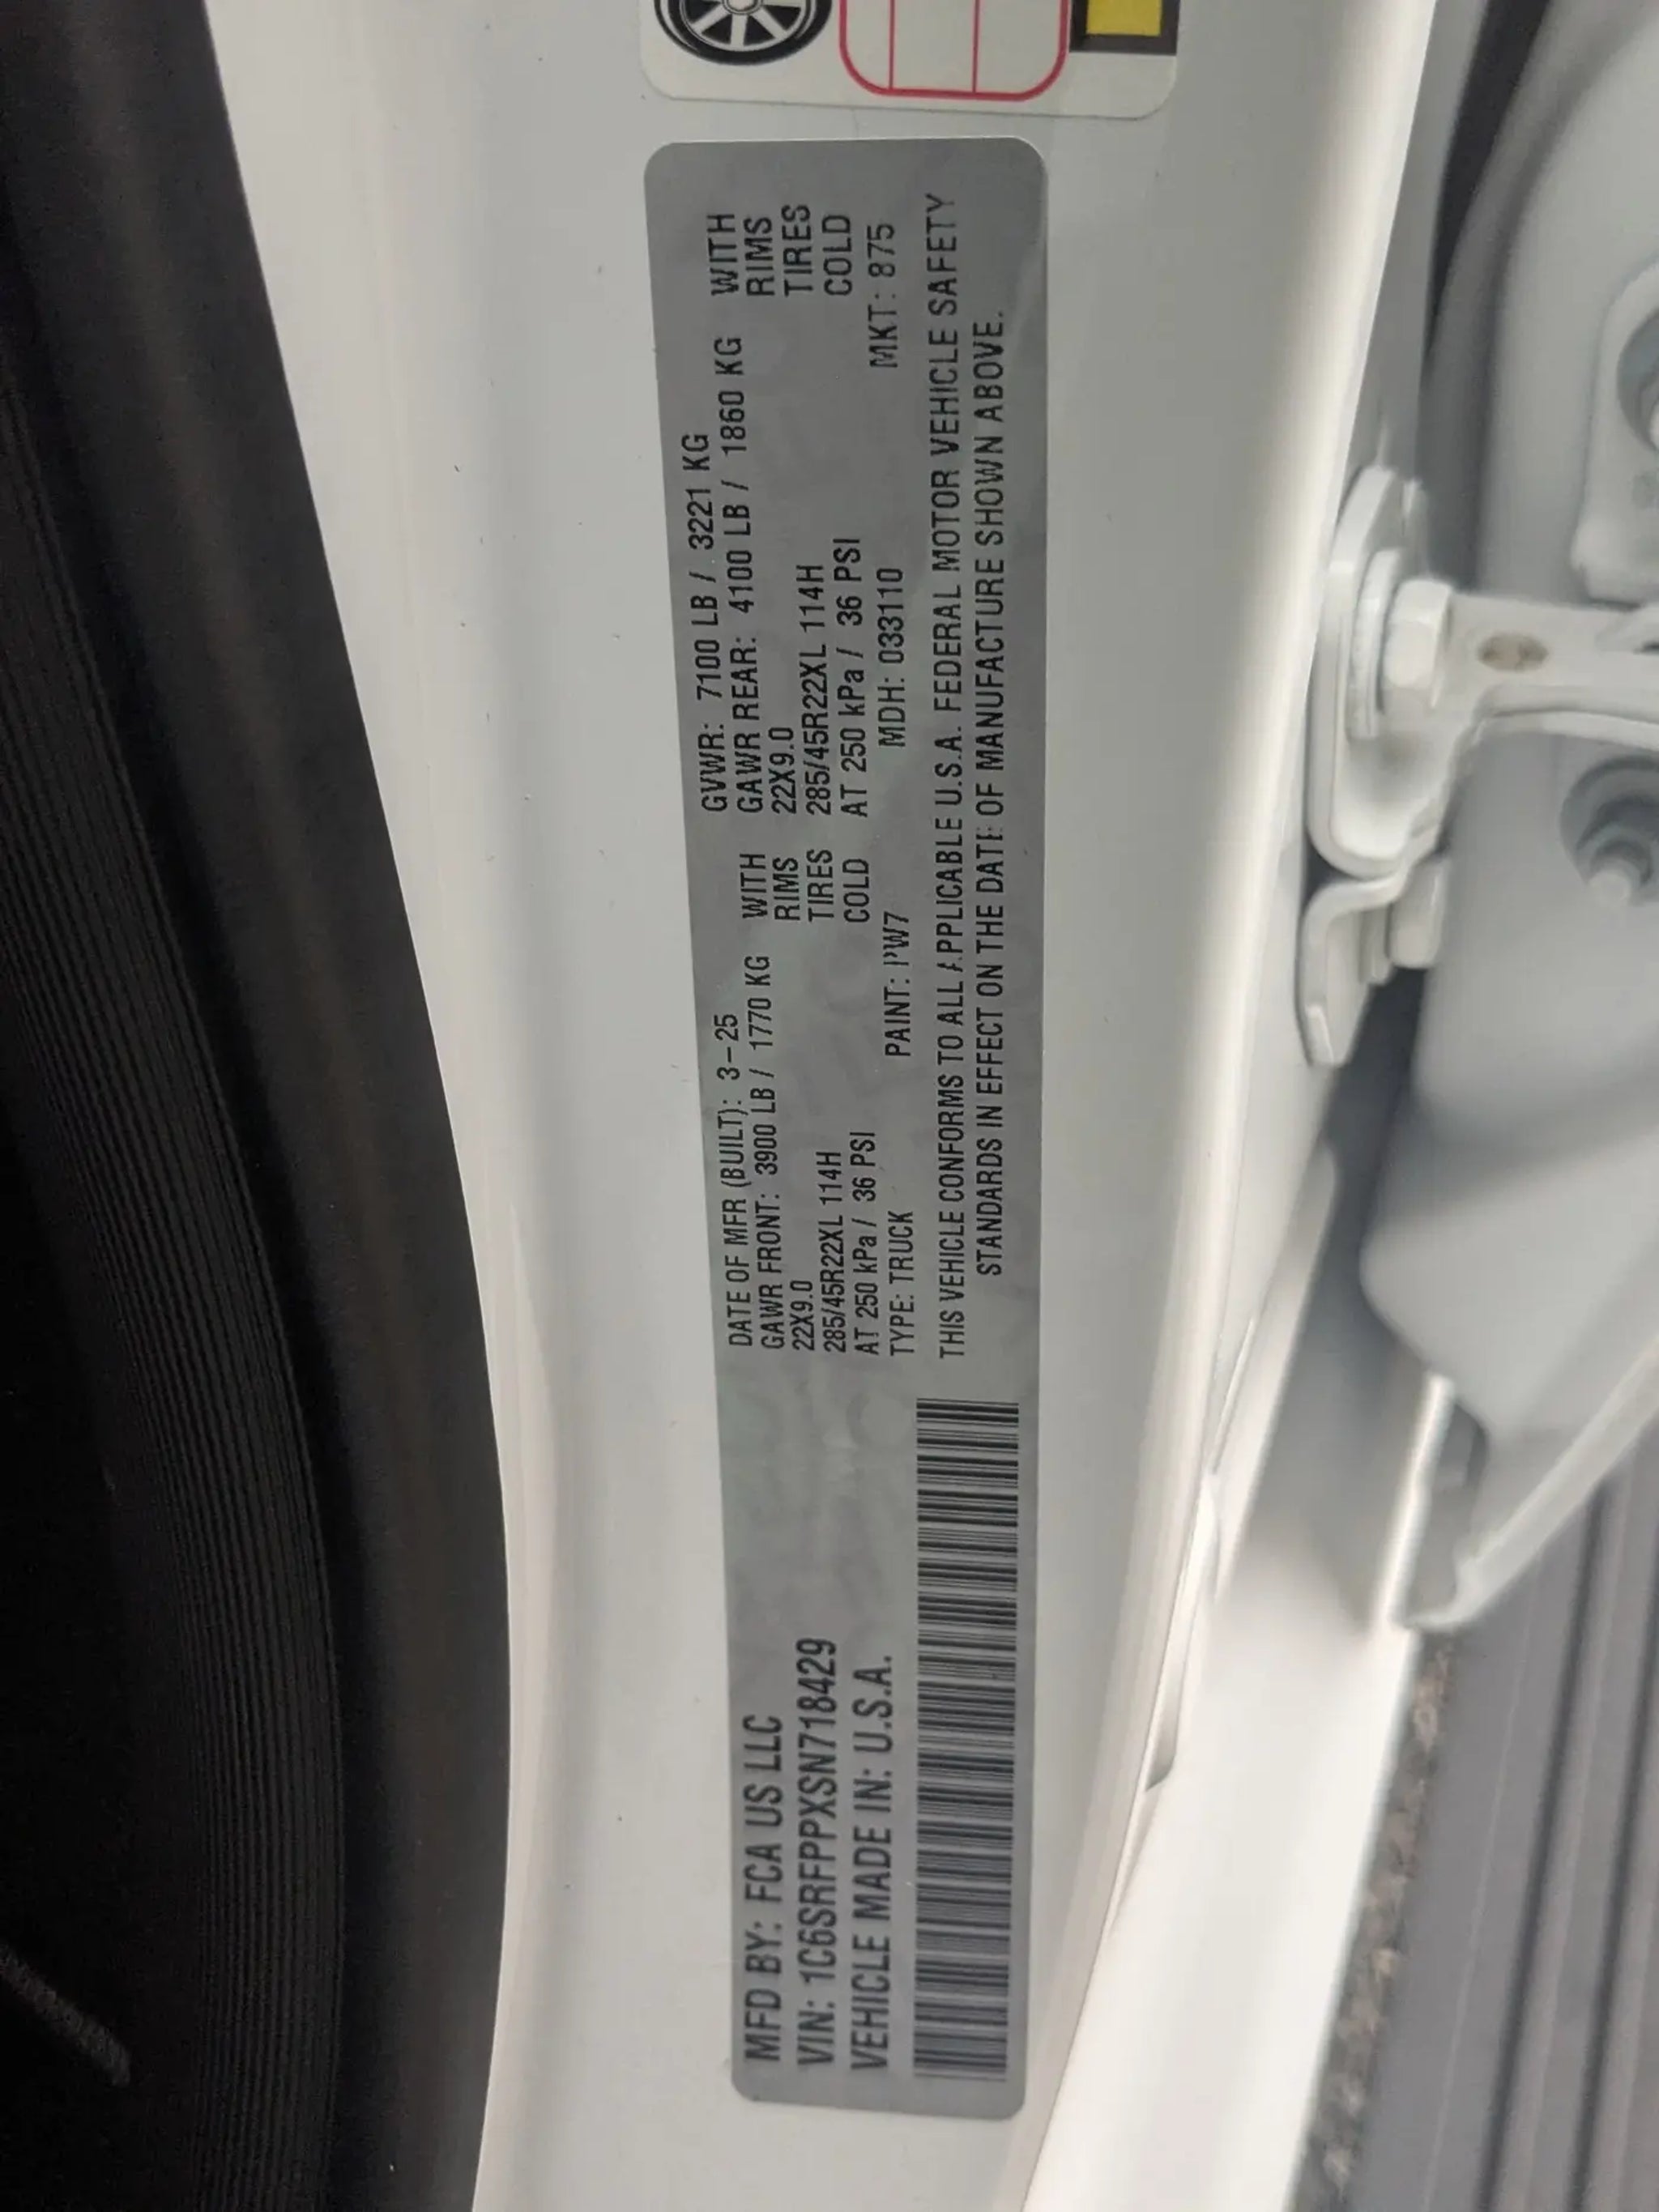 MFD BY: FCA US LLC
VIN: 1C6SRFPPXSN718429
VEHICLE MADE IN: U.S.A.
DATE OF MFR (BUILT): 3-25
GAWR FRONT: 3900 LB / 1770 KG WITH
22X9.0 RIMS
285/45R22XL 114H TIRES
AT 250 kPa / 36 PSI COLD
GVWR: 7100 LB / 3221 KG
GAWR REAR: 4100 LB / 1860 KG WITH
22X9.0 RIMS
285/45R22XL 114H TIRES
AT 250 kPa / 36 PSI COLD
TYPE: TRUCK PAINT: PW7 MDH: 033110 MKT: 875
THIS VEHICLE CONFORMS TO ALL APPLICABLE U.S.A. FEDERAL MOTOR VEHICLE SAFETY
STANDARDS IN EFFECT ON THE DATE OF MANUFACTURE SHOWN ABOVE.